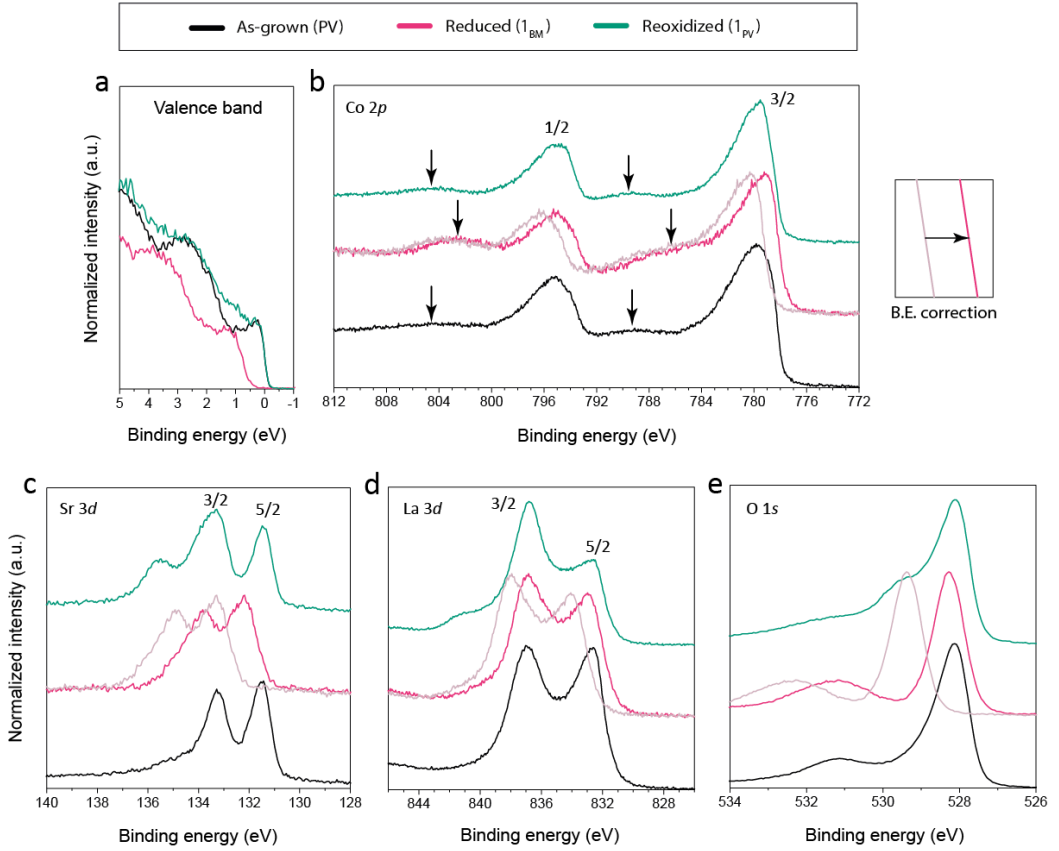 As-grown (PV) Reduced (1BM) Reoxidized (1PV)
a
Valence band
Normalized intensity (a.u.)
5 4 3 2 1 0 -1
Binding energy (eV)
b
Co 2p
1/2
3/2
812 808 804 800 796 792 788 784 780 776 772
Binding energy (eV)
B.E. correction
c
Sr 3d
3/2
5/2
Normalized intensity (a.u.)
140 138 136 134 132 130 128
Binding energy (eV)
d
La 3d
3/2
5/2
844 840 836 832 828
Binding energy (eV)
e
O 1s
534 532 530 528 526
Binding energy (eV)